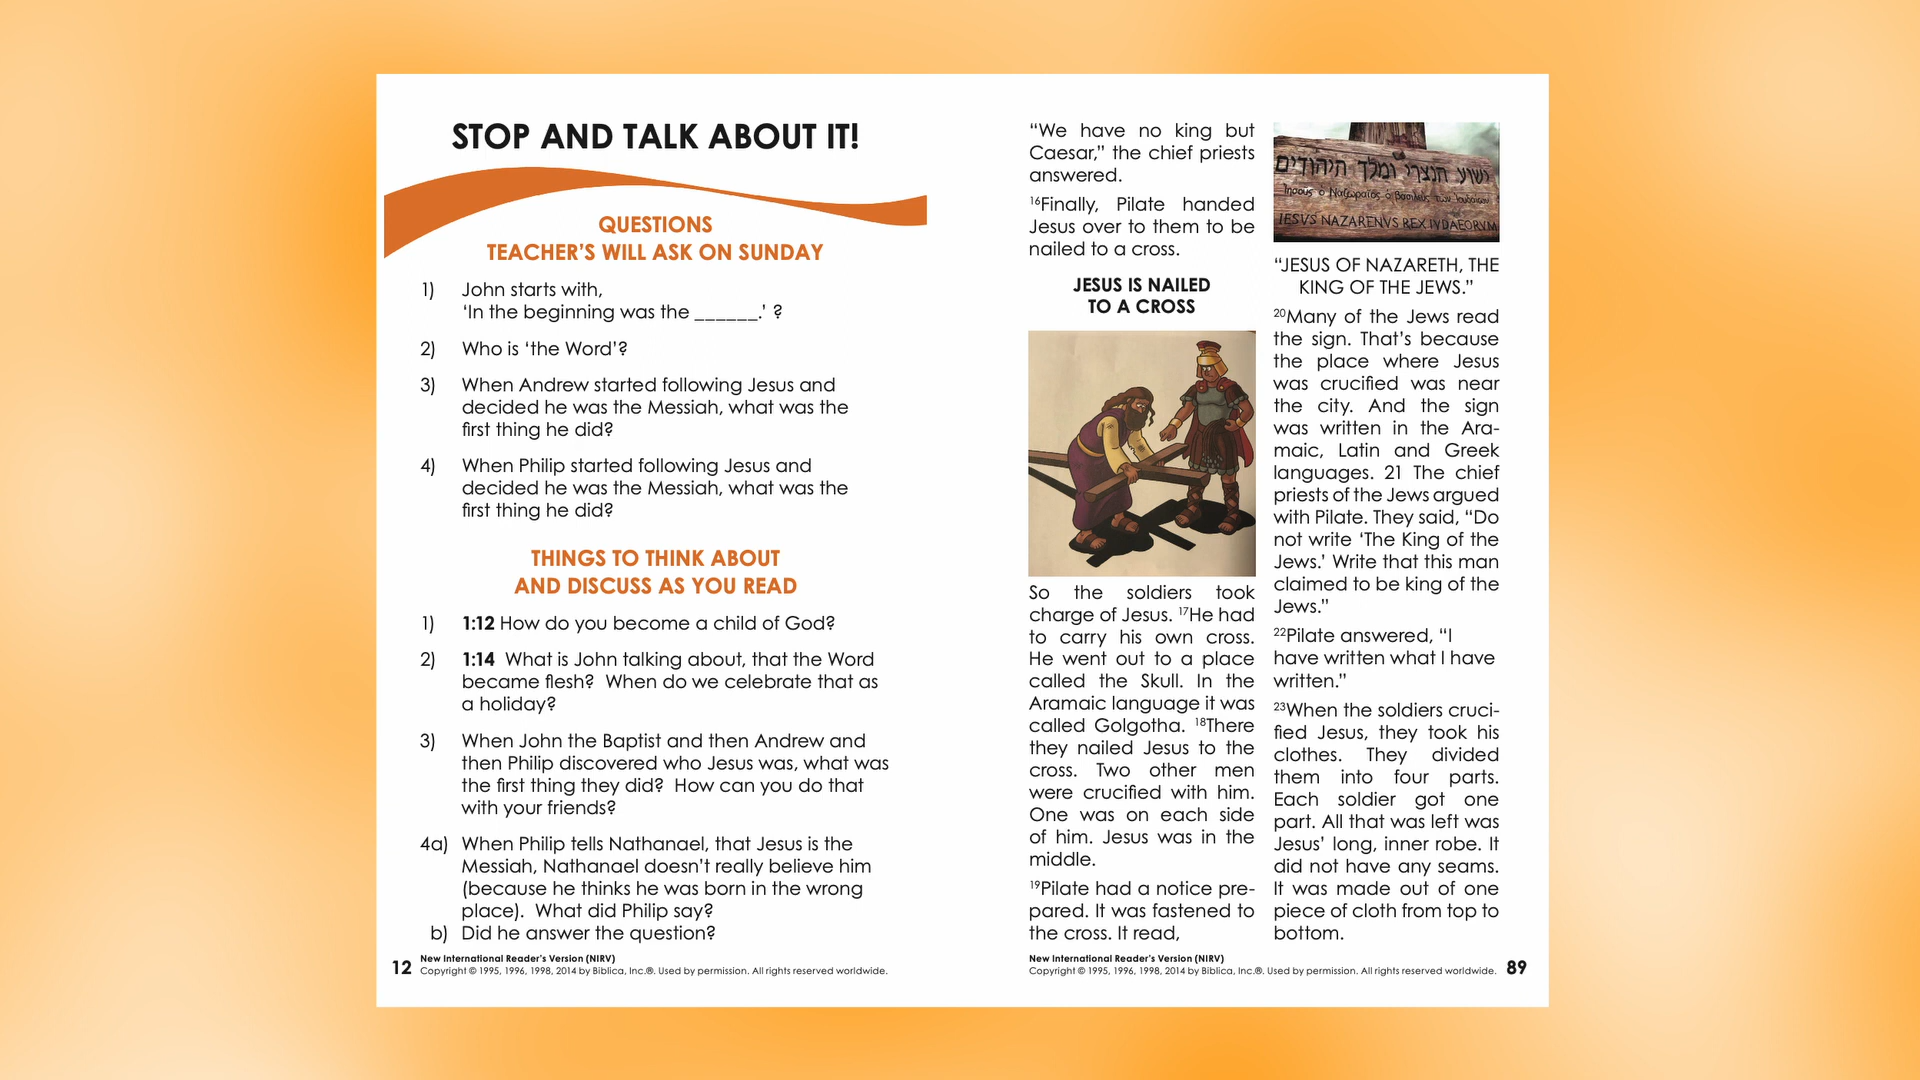 STOP AND TALK ABOUT IT!
QUESTIONS
TEACHER’S WILL ASK ON SUNDAY
1) John starts with,
‘In the beginning was the ______.’ ?
2) Who is ‘the Word’?
3) When Andrew started following Jesus and
decided he was the Messiah, what was the
first thing he did?
4) When Philip started following Jesus and
decided he was the Messiah, what was the
first thing he did?
THINGS TO THINK ABOUT
AND DISCUSS AS YOU READ
1) 1:12 How do you become a child of God?
2) 1:14 What is John talking about, that the Word
became flesh? When do we celebrate that as
a holiday?
3) When John the Baptist and then Andrew and
then Philip discovered who Jesus was, what was
the first thing they did? How can you do that
with your friends?
4a) When Philip tells Nathanael, that Jesus is the
Messiah, Nathanael doesn’t really believe him
(because he thinks he was born in the wrong
place). What did Philip say?
b) Did he answer the question?
New International Reader’s Version (NIRV)
12 Copyright © 1995, 1996, 1998, 2014 by Biblica, Inc.®. Used by permission. All rights reserved worldwide.
“We have no king but
Caesar,” the chief priests
answered.
16Finally, Pilate handed
Jesus over to them to be
nailed to a cross.
JESUS IS NAILED
TO A CROSS
So the soldiers took
charge of Jesus. 17He had
to carry his own cross.
He went out to a place
called the Skull. In the
Aramaic language it was
called Golgotha. 18There
they nailed Jesus to the
cross. Two other men
were crucified with him.
One was on each side
of him. Jesus was in the
middle.
19Pilate had a notice pre-
pared. It was fastened to
the cross. It read,
ישוע הנצרי ומלך היהודים
Ἰησοῦς ὁ Ναζωραῖος ὁ βασιλεὺς τῶν Ἰουδαίων
IESVS NAZARENVS REX IVDAEORVM
“JESUS OF NAZARETH, THE
KING OF THE JEWS.”
20Many of the Jews read
the sign. That’s because
the place where Jesus
was crucified was near
the city. And the sign
was written in the Ara-
maic, Latin and Greek
languages. 21 The chief
priests of the Jews argued
with Pilate. They said, “Do
not write ‘The King of the
Jews.’ Write that this man
claimed to be king of the
Jews.”
22Pilate answered, “I
have written what I have
written.”
23When the soldiers cruci-
fied Jesus, they took his
clothes. They divided
them into four parts.
Each soldier got one
part. All that was left was
Jesus’ long, inner robe. It
did not have any seams.
It was made out of one
piece of cloth from top to
bottom.
New International Reader’s Version (NIRV)
Copyright © 1995, 1996, 1998, 2014 by Biblica, Inc.®. Used by permission. All rights reserved worldwide. 89